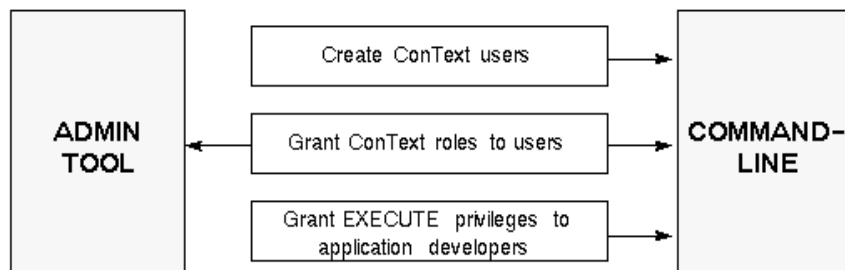 Create ConText users
ADMIN
TOOL
Grant ConText roles to users
COMMAND-
LINE
Grant EXECUTE privileges to
application developers